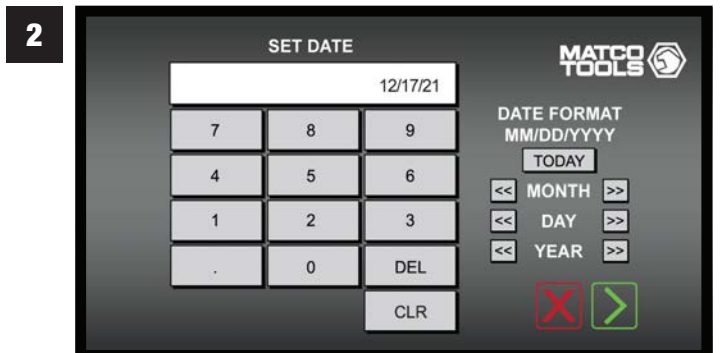 2
SET DATE
MATCO
TOOLS
12/17/21
7 8 9
4 5 6
1 2 3
. 0 DEL
CLR
DATE FORMAT
MM/DD/YYYY
TODAY
<< MONTH >>
<< DAY >>
<< YEAR >>